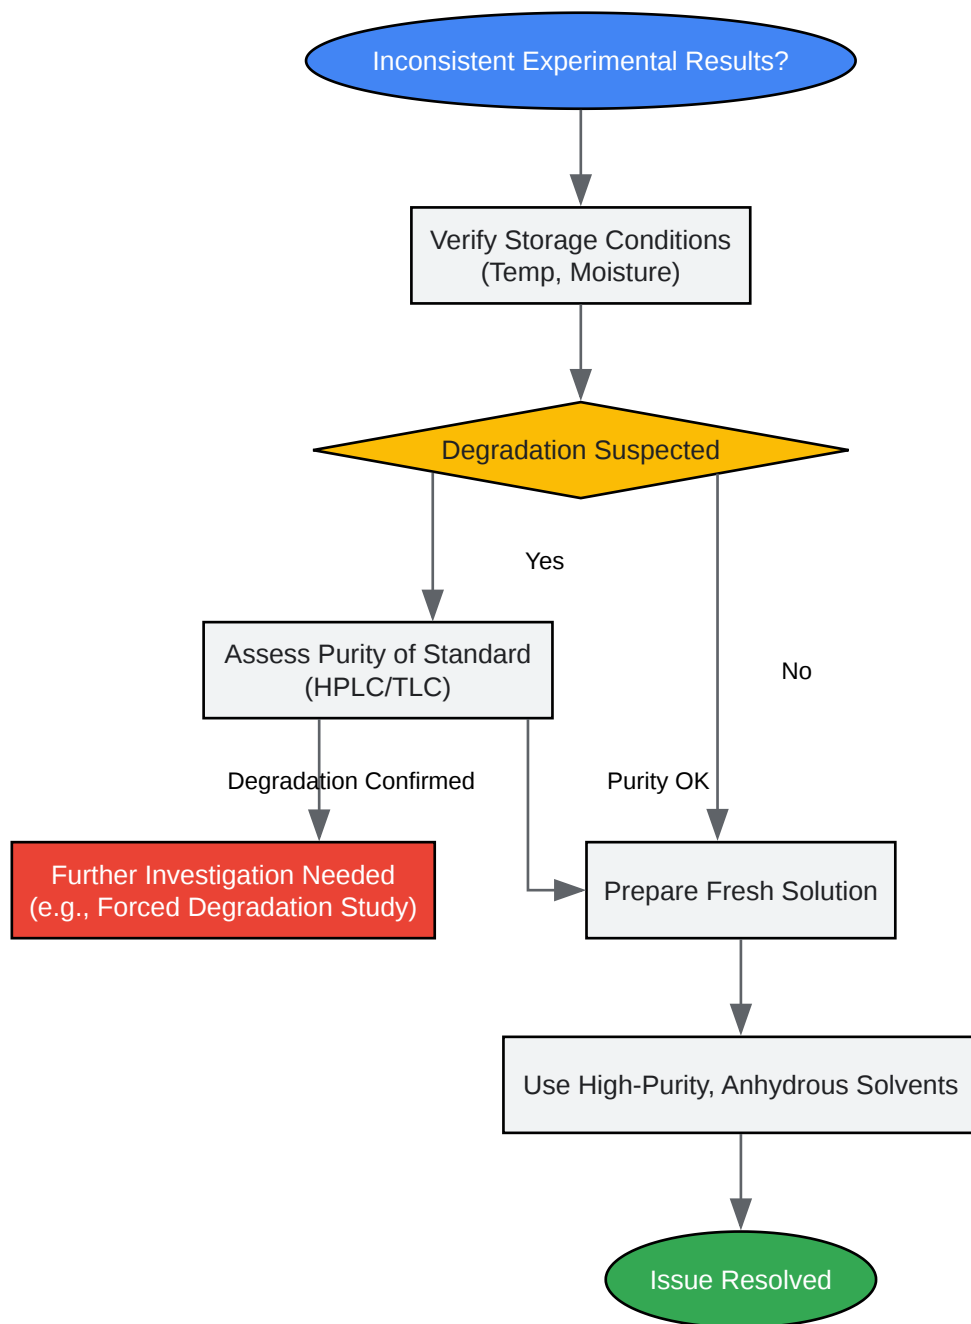 Inconsistent Experimental Results?
Verify Storage Conditions
(Temp, Moisture)
Degradation Suspected
Yes
Assess Purity of Standard
(HPLC/TLC)
No
Degradation Confirmed
Purity OK
Further Investigation Needed
(e.g., Forced Degradation Study)
Prepare Fresh Solution
Use High-Purity, Anhydrous Solvents
Issue Resolved